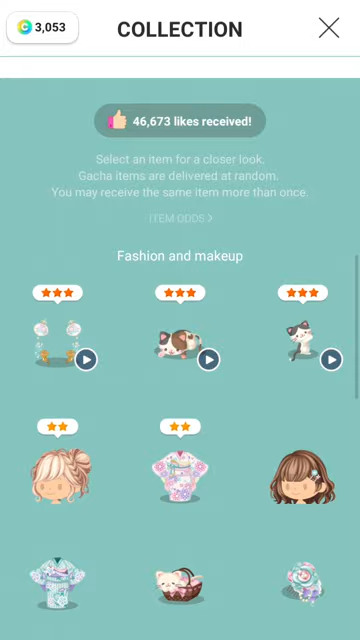 3,053
COLLECTION
46,673 likes received!
Select an item for a closer look.
Gacha items are delivered at random.
You may receive the same item more than once.
ITEM ODDS >
Fashion and makeup